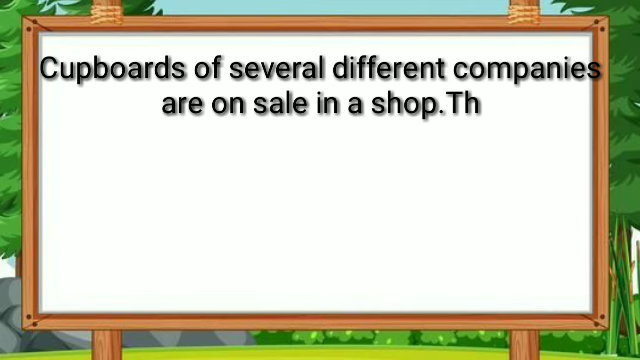 Cupboards of several different companies
are on sale in a shop.Th